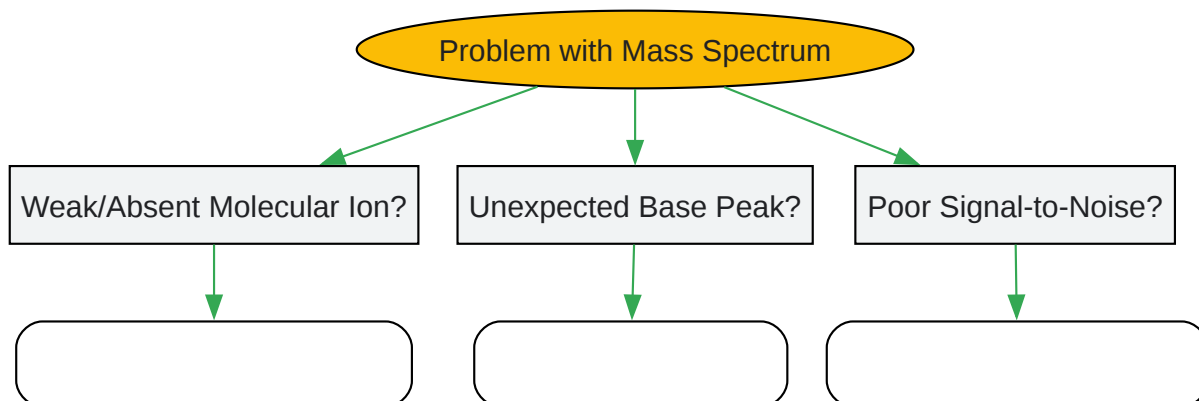 Problem with Mass Spectrum
Weak/Absent Molecular Ion?
Unexpected Base Peak?
Poor Signal-to-Noise?